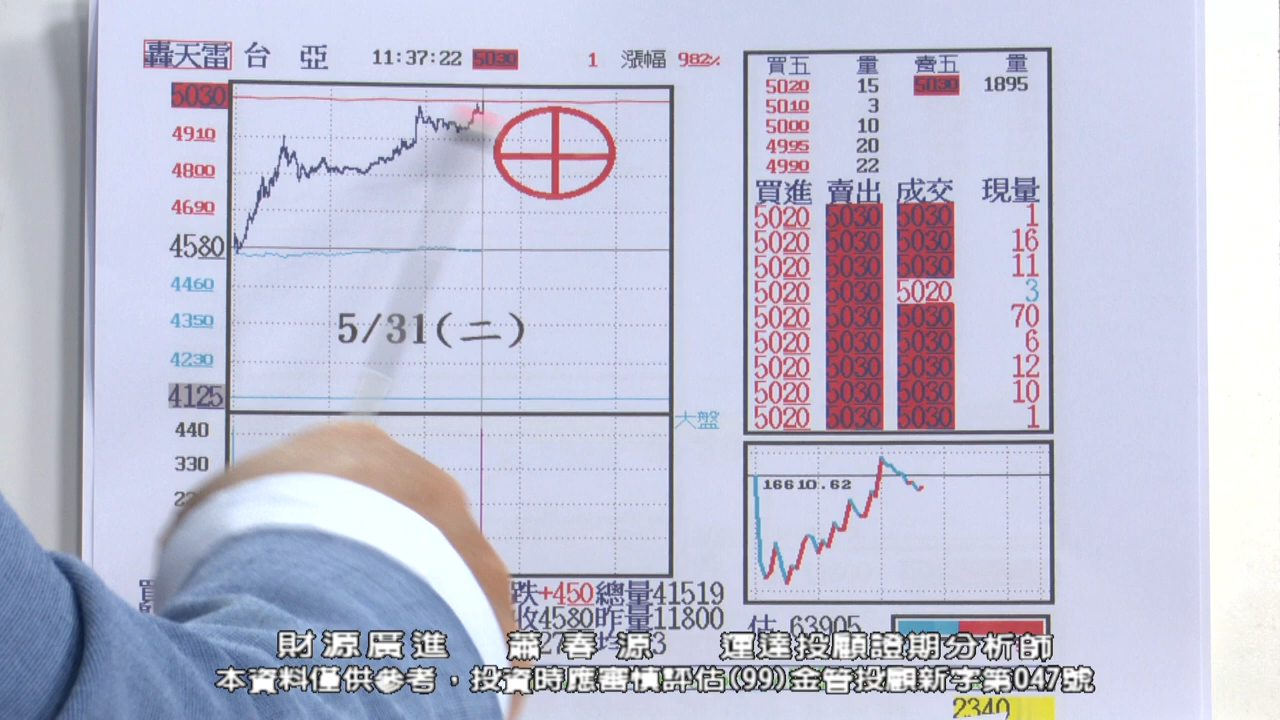 轟天雷 台 亞 11:37:22 5030 1 漲幅 982%
5030
4910
4800
4690
4580
4460
4350
4230
4125
440
330
5/31(二)
大盤
買五 量 賣五 量
5020 15 5030 1895
5010 3
5000 10
4995 20
4990 22
買進 賣出 成交 現量
5020 5030 5030 1
5020 5030 5030 16
5020 5030 5030 11
5020 5030 5020 3
5020 5030 5030 70
5020 5030 5030 6
5020 5030 5030 12
5020 5030 5030 10
5020 5030 5030 1
16610.62
跌+450 總量41519
收4580 昨量11800
估 63905
財源廣進 蕭春源 運達投顧證期分析師
本資料僅供參考，投資時應審慎評估(99)金管投顧新字第047號
2340